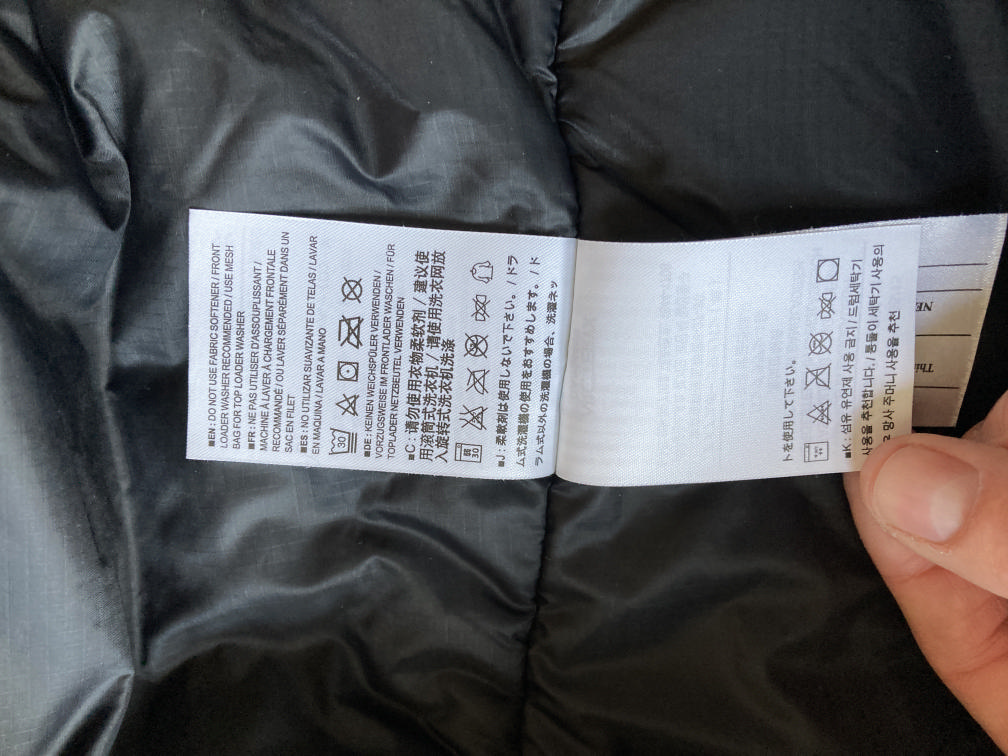 ■EN : DO NOT USE FABRIC SOFTENER / FRONT
LOADER WASHER RECOMMENDED / USE MESH
BAG FOR TOP LOADER WASHER
■FR : NE PAS UTILISER D'ASSOUPLISSANT /
MACHINE À LAVER À CHARGEMENT FRONTALE
RECOMMANDÉ / OU LAVER SÉPARÉMENT DANS UN
SAC EN FILET
■ES : NO UTILIZAR SUAVIZANTE DE TELAS / LAVAR
EN MAQUINA / LAVAR A MANO
30
■DE : KEINEN WEICHSPÜLER VERWENDEN /
VORZUGSWEISE IM FRONTLADER WASCHEN / FÜR
TOPLADER NETZBEUTEL VERWENDEN
■C : 请勿使用衣物柔软剂 / 建议使
用滚筒式洗衣机 / 请使用洗衣网放
入旋转式洗衣机洗涤
30
■J : 柔軟剤は使用しないで下さい。/ ドラ
ム式洗濯機の使用をおすすめします。/ ド
ラム式以外の洗濯機の場合、洗濯ネッ
トを使用して下さい。
■K : 섬유 유연제 사용 금지 / 드럼세탁기
사용을 추천합니다. / 통돌이 세탁기 사용의
망사 주머니 사용을 추천
NE
Thi